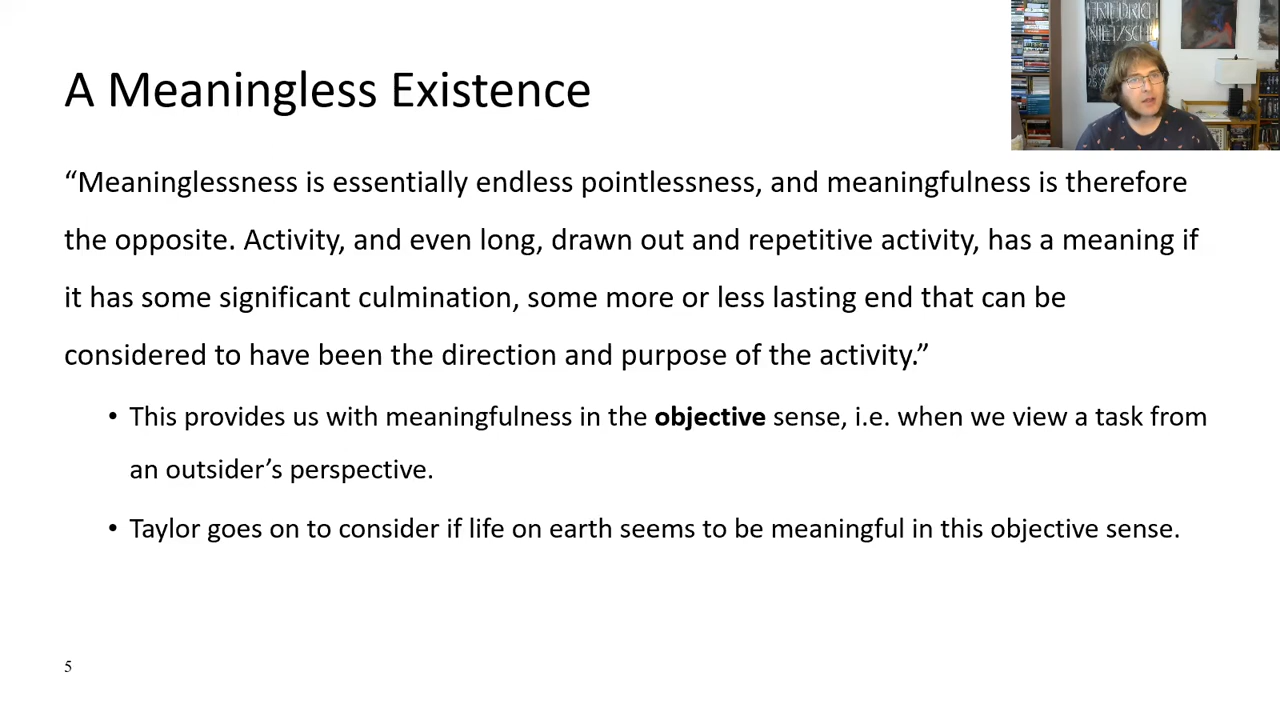 FRIEDRICH
NIETZSCHE
A Meaningless Existence
“Meaninglessness is essentially endless pointlessness, and meaningfulness is therefore
the opposite. Activity, and even long, drawn out and repetitive activity, has a meaning if
it has some significant culmination, some more or less lasting end that can be
considered to have been the direction and purpose of the activity.”
• This provides us with meaningfulness in the objective sense, i.e. when we view a task from
an outsider’s perspective.
• Taylor goes on to consider if life on earth seems to be meaningful in this objective sense.
5